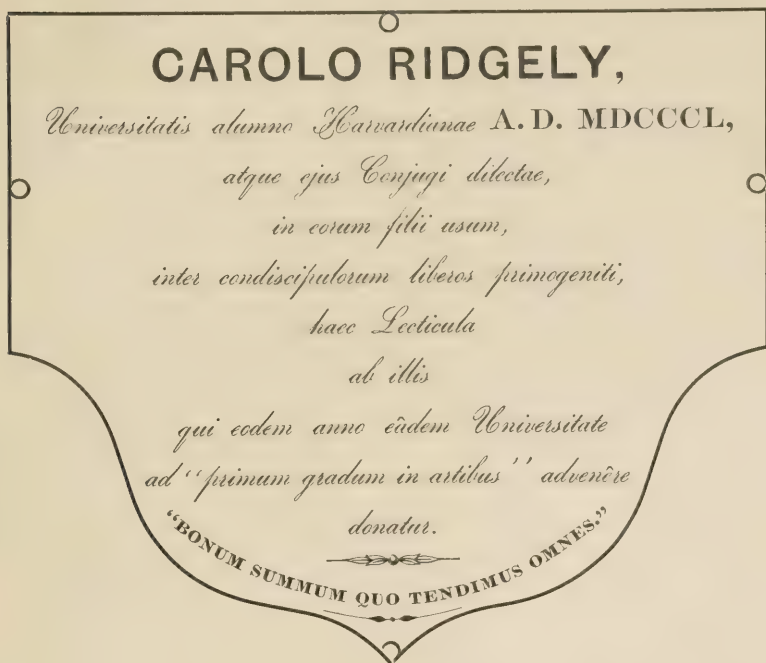 CAROLO RIDGELY,
Universitatis alumno Harvardianae A. D. MDCCCL,
atque ejus Conjugi dilectae,
in eorum filii usum,
inter condiscipulorum liberos primogeniti,
haec Lecticula
ab illis
qui eodem anno eâdem Universitate
ad "primum gradum in artibus" advenêre
donatur.
"BONUM SUMMUM QUO TENDIMUS OMNES."